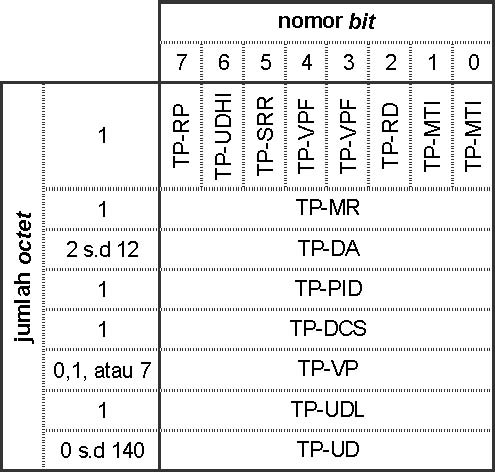 nomor bit
7 6 5 4 3 2 1 0
jumlah octet
1 TP-RP TP-UDHI TP-SRR TP-VPF TP-VPF TP-RD TP-MTI TP-MTI
1 TP-MR
2 s.d 12 TP-DA
1 TP-PID
1 TP-DCS
0,1, atau 7 TP-VP
1 TP-UDL
0 s.d 140 TP-UD